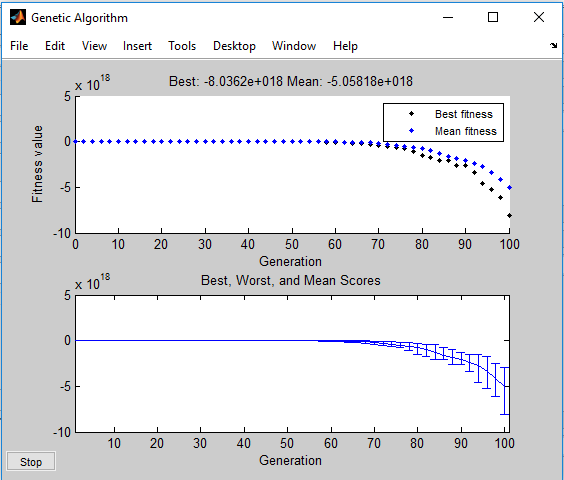 Genetic Algorithm
File Edit View Insert Tools Desktop Window Help
x 10^18
Best: -8.0362e+018 Mean: -5.05818e+018
5
0
-5
-10
Fitness value
Best fitness
Mean fitness
0 10 20 30 40 50 60 70 80 90 100
Generation
x 10^18
Best, Worst, and Mean Scores
5
0
-5
-10
10 20 30 40 50 60 70 80 90 100
Generation
Stop